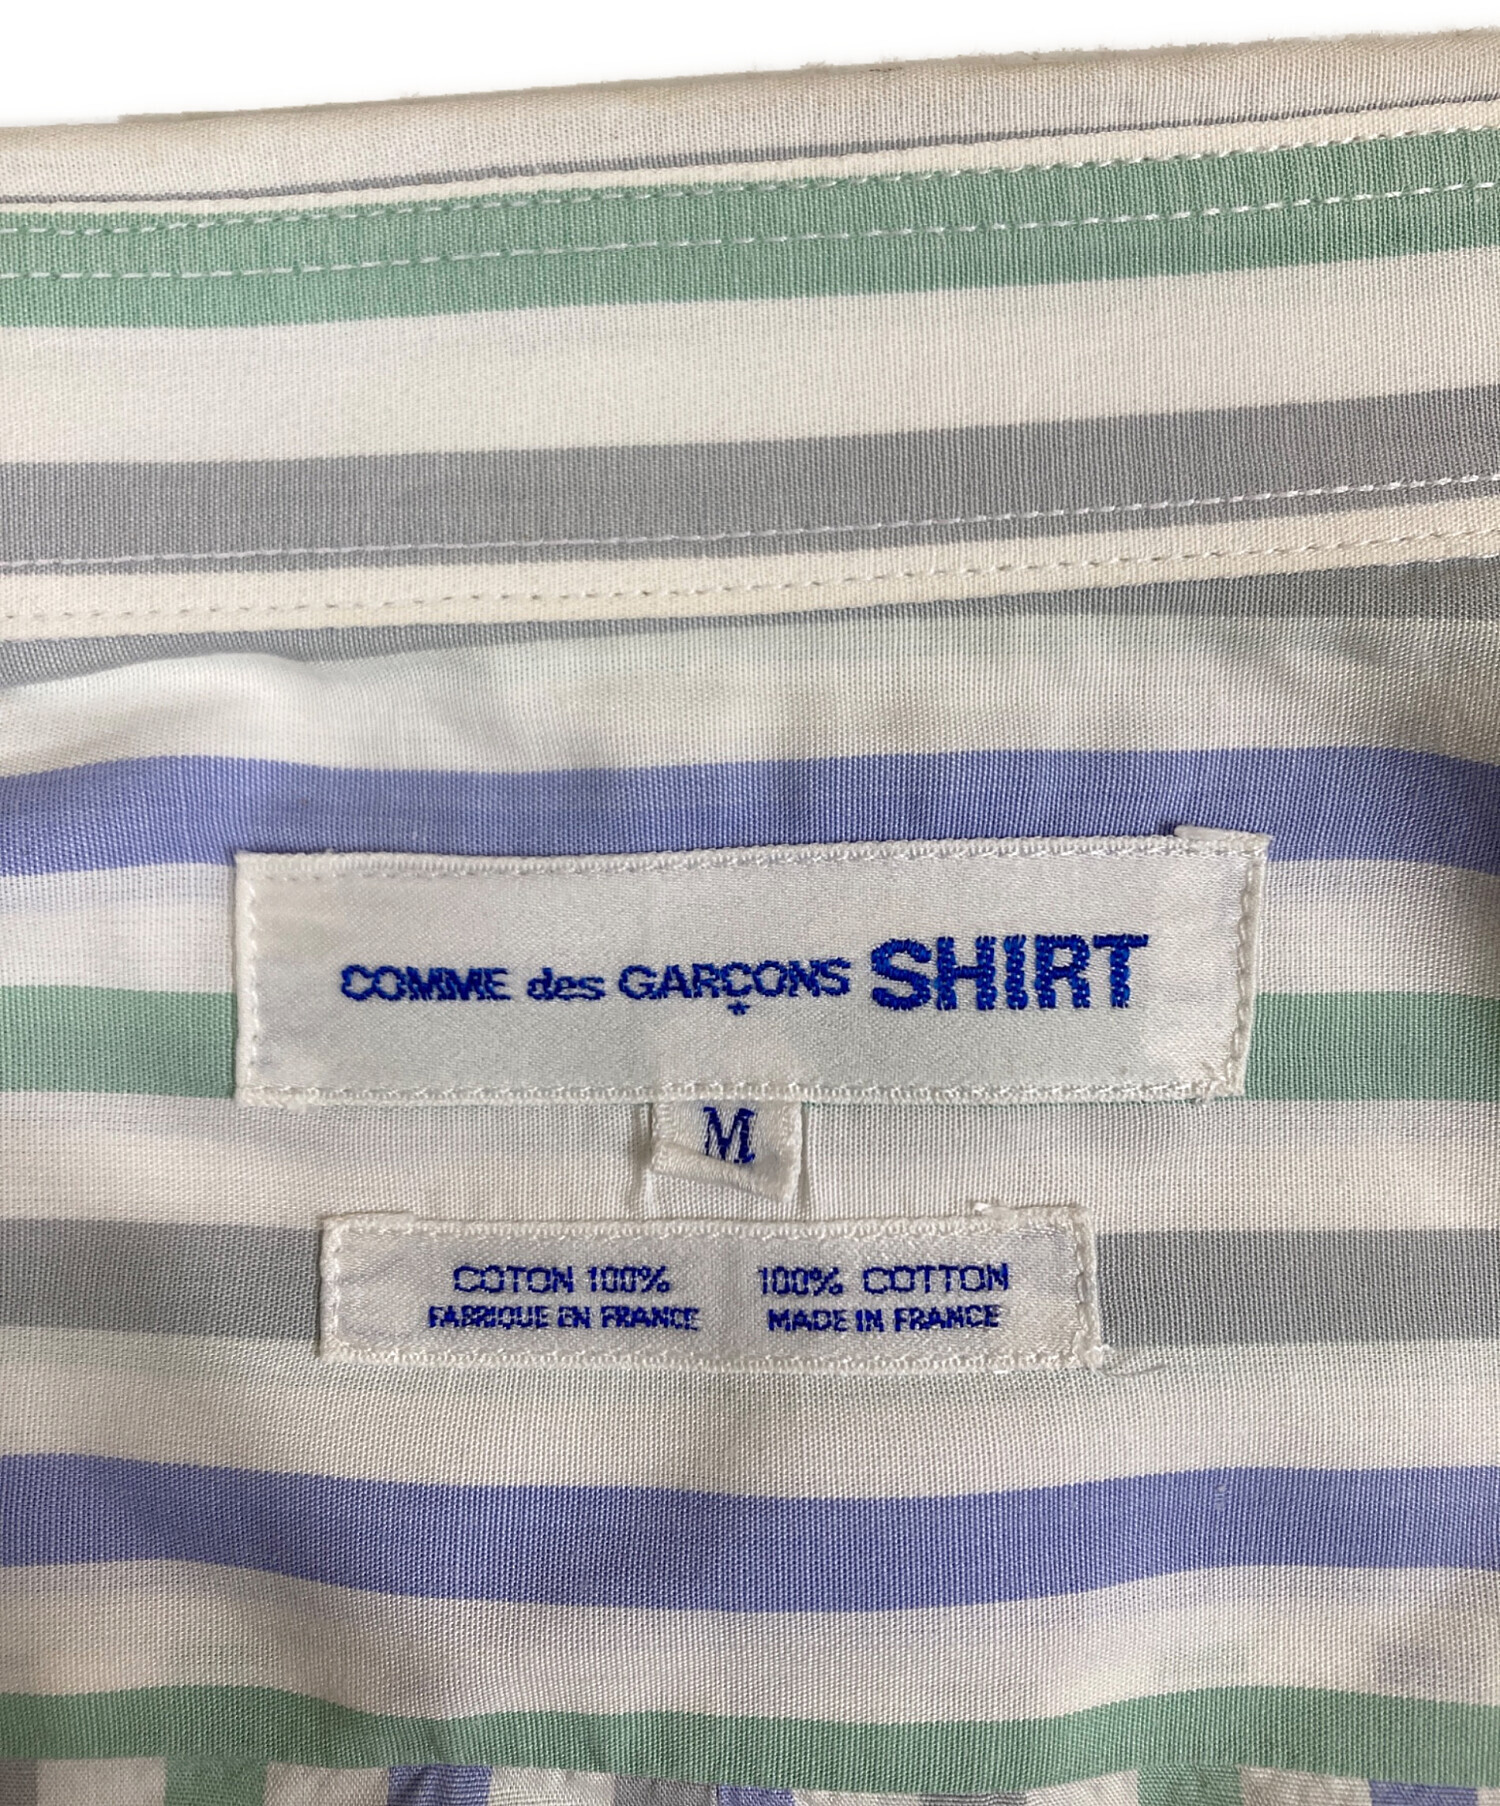 COMME des GARÇONS SHIRT
M
COTON 100% 100% COTTON
FABRIQUE EN FRANCE MADE IN FRANCE